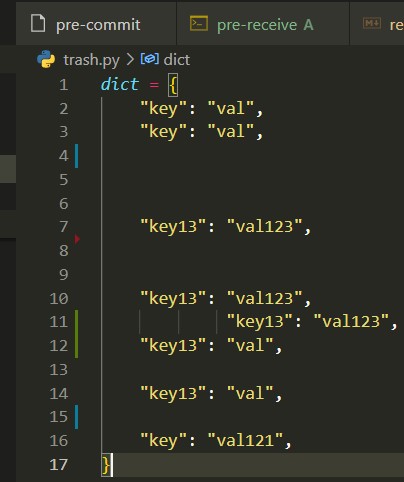 pre-commit pre-receive A re
trash.py > dict
1 dict = {
2 "key": "val",
3 "key": "val",
4
5
6
7 "key13": "val123",
8
9
10 "key13": "val123",
11 "key13": "val123",
12 "key13": "val",
13
14 "key13": "val",
15
16 "key": "val121",
17 }